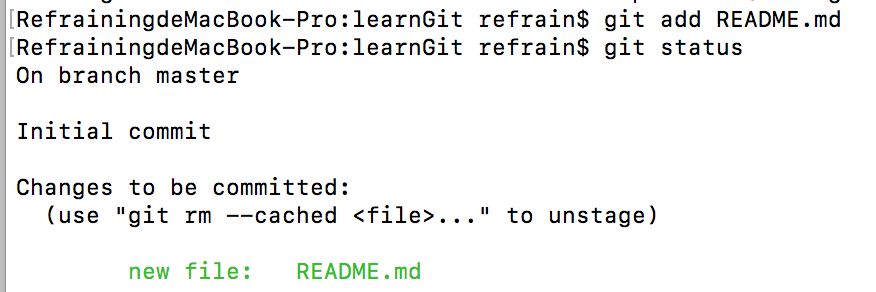 [RefrainingdeMacBook-Pro:learnGit refrain$ git add README.md
[RefrainingdeMacBook-Pro:learnGit refrain$ git status
On branch master
Initial commit
Changes to be committed:
  (use "git rm --cached <file>..." to unstage)
        new file:   README.md